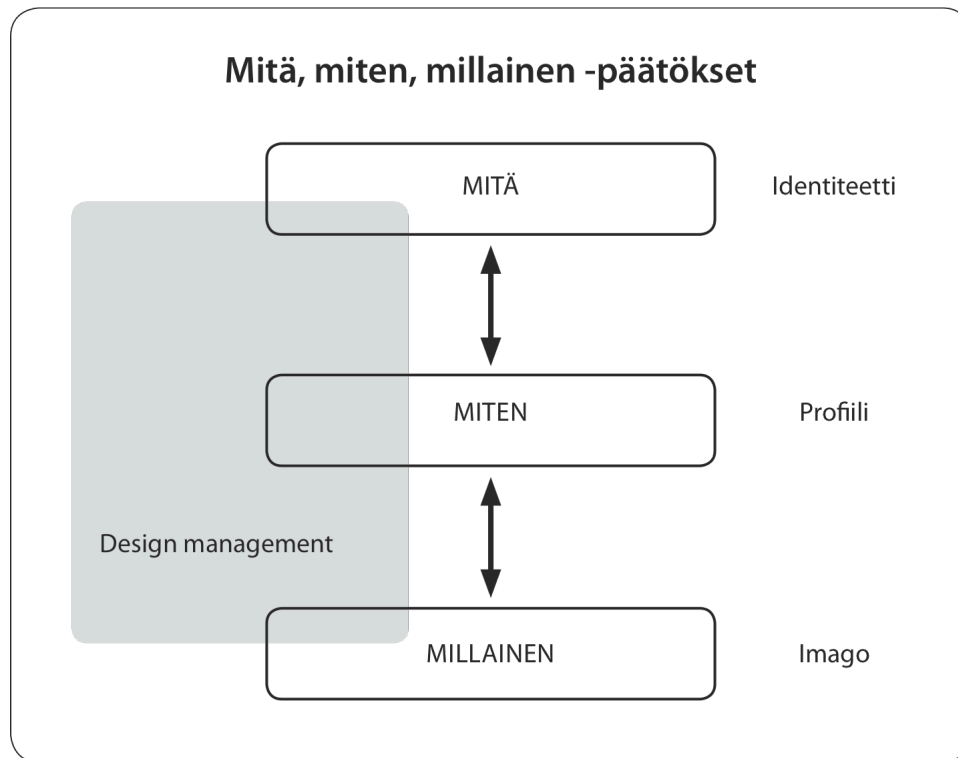 Mitä, miten, millainen -päätökset
MITÄ
Identiteetti
MITEN
Profiili
Design management
MILLAINEN
Imago